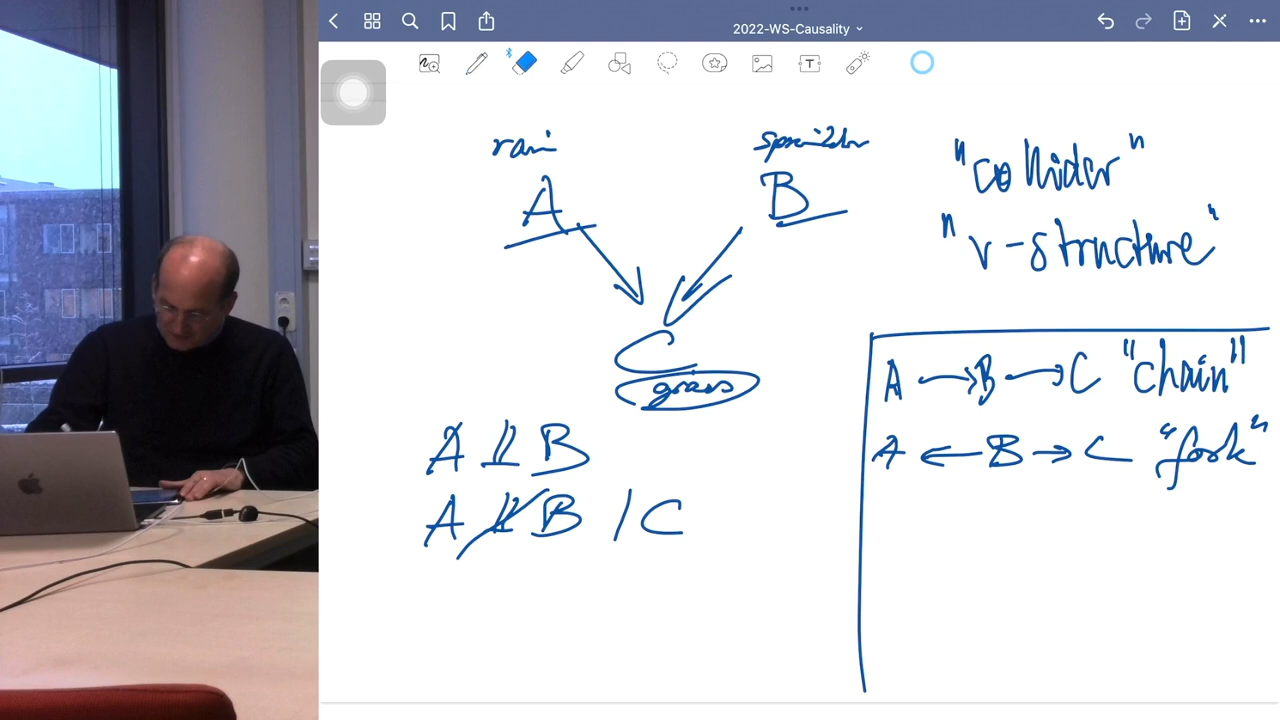 2022-WS-Causality
rain sprinkler
A B
"collider"
"v-structure"
C
grass
A → B → C "chain"
A ← B → C "fork"
A ⫫ B
A ⫫̸ B | C